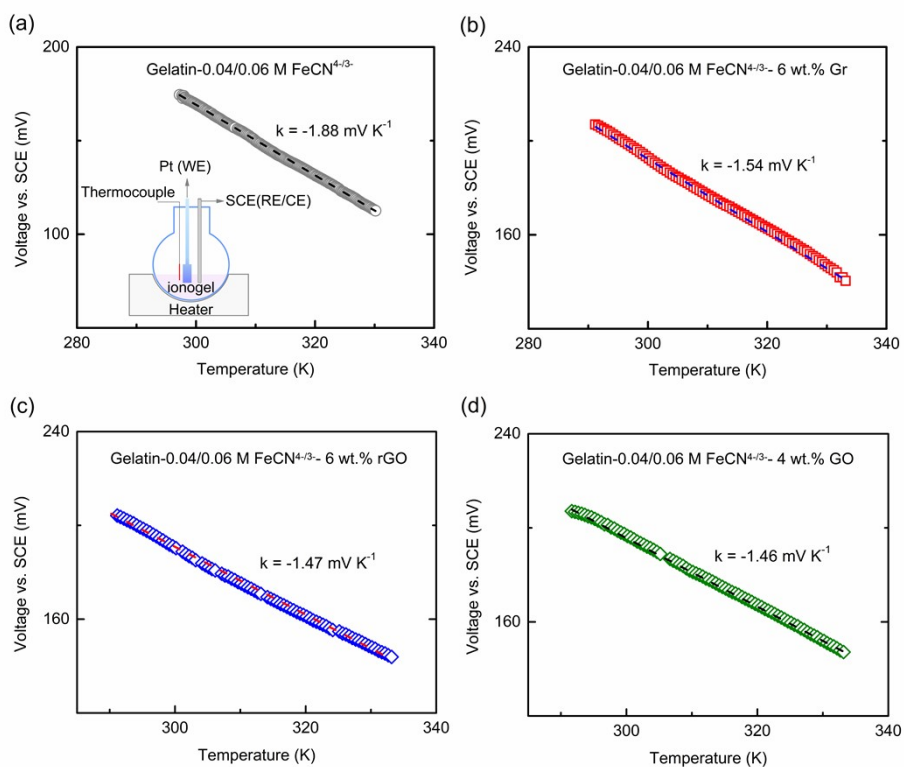 (a)
Gelatin-0.04/0.06 M FeCN⁴⁻/³⁻
k = -1.88 mV K⁻¹
Pt (WE)
Thermocouple
SCE(RE/CE)
ionogel
Heater
200
100
280
300
320
340
Temperature (K)
Voltage vs. SCE (mV)
(b)
Gelatin-0.04/0.06 M FeCN⁴⁻/³⁻- 6 wt.% Gr
k = -1.54 mV K⁻¹
240
160
300
320
340
Temperature (K)
Voltage vs. SCE (mV)
(c)
Gelatin-0.04/0.06 M FeCN⁴⁻/³⁻- 6 wt.% rGO
k = -1.47 mV K⁻¹
240
160
300
320
340
Temperature (K)
Voltage vs. SCE (mV)
(d)
Gelatin-0.04/0.06 M FeCN⁴⁻/³⁻- 4 wt.% GO
k = -1.46 mV K⁻¹
240
160
300
320
340
Temperature (K)
Voltage vs. SCE (mV)